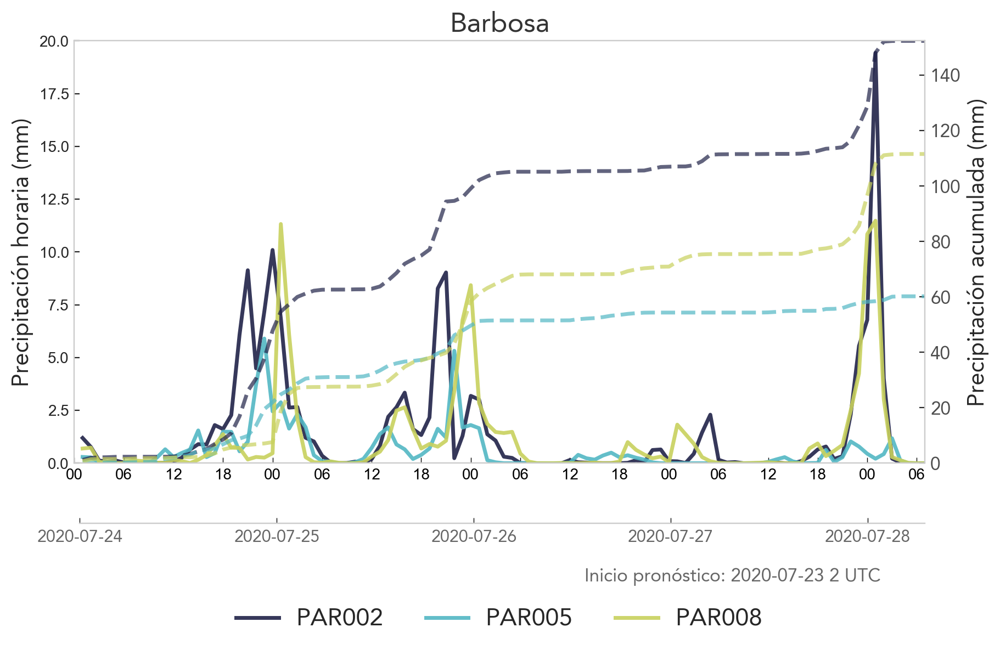 Barbosa
Precipitación horaria (mm)
20.0
17.5
15.0
12.5
10.0
7.5
5.0
2.5
0.0
Precipitación acumulada (mm)
140
120
100
80
60
40
20
0
00 06 12 18 00 06 12 18 00 06 12 18 00 06 12 18 00 06
2020-07-24 2020-07-25 2020-07-26 2020-07-27 2020-07-28
Inicio pronóstico: 2020-07-23 2 UTC
PAR002 PAR005 PAR008